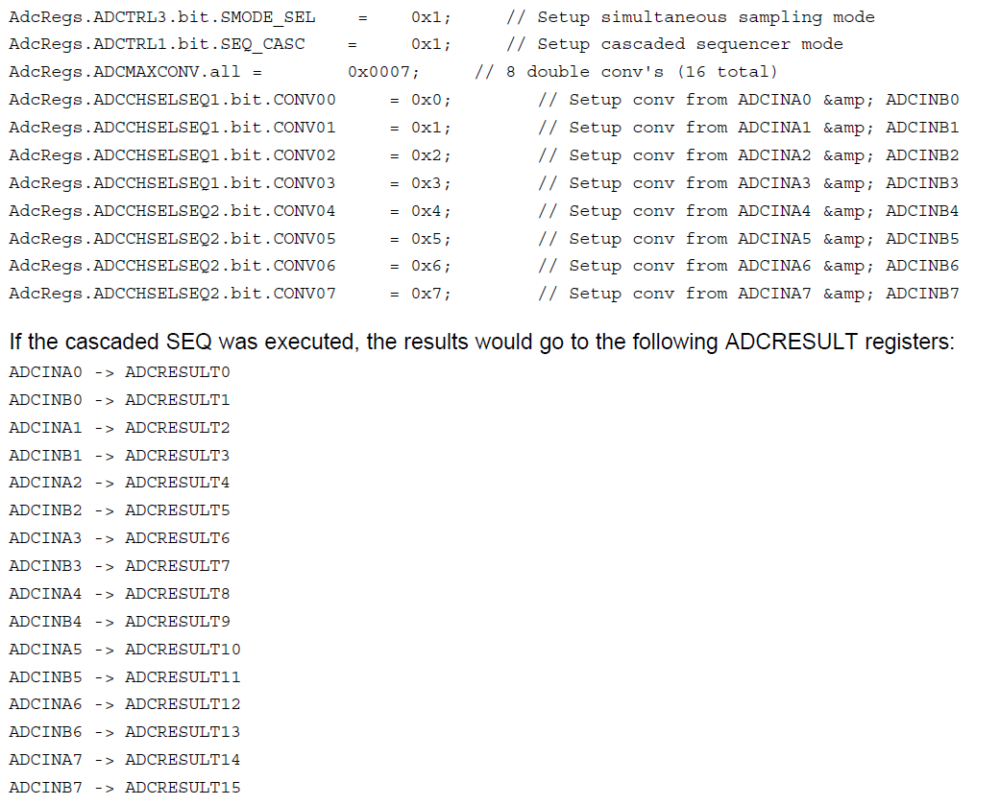 AdcRegs.ADCTRL3.bit.SMODE_SEL = 0x1; // Setup simultaneous sampling mode
AdcRegs.ADCTRL1.bit.SEQ_CASC = 0x1; // Setup cascaded sequencer mode
AdcRegs.ADCMAXCONV.all = 0x0007; // 8 double conv's (16 total)
AdcRegs.ADCCHSELSEQ1.bit.CONV00 = 0x0; // Setup conv from ADCINA0 &amp; ADCINB0
AdcRegs.ADCCHSELSEQ1.bit.CONV01 = 0x1; // Setup conv from ADCINA1 &amp; ADCINB1
AdcRegs.ADCCHSELSEQ1.bit.CONV02 = 0x2; // Setup conv from ADCINA2 &amp; ADCINB2
AdcRegs.ADCCHSELSEQ1.bit.CONV03 = 0x3; // Setup conv from ADCINA3 &amp; ADCINB3
AdcRegs.ADCCHSELSEQ2.bit.CONV04 = 0x4; // Setup conv from ADCINA4 &amp; ADCINB4
AdcRegs.ADCCHSELSEQ2.bit.CONV05 = 0x5; // Setup conv from ADCINA5 &amp; ADCINB5
AdcRegs.ADCCHSELSEQ2.bit.CONV06 = 0x6; // Setup conv from ADCINA6 &amp; ADCINB6
AdcRegs.ADCCHSELSEQ2.bit.CONV07 = 0x7; // Setup conv from ADCINA7 &amp; ADCINB7
If the cascaded SEQ was executed, the results would go to the following ADCRESULT registers:
ADCINA0 -> ADCRESULT0
ADCINB0 -> ADCRESULT1
ADCINA1 -> ADCRESULT2
ADCINB1 -> ADCRESULT3
ADCINA2 -> ADCRESULT4
ADCINB2 -> ADCRESULT5
ADCINA3 -> ADCRESULT6
ADCINB3 -> ADCRESULT7
ADCINA4 -> ADCRESULT8
ADCINB4 -> ADCRESULT9
ADCINA5 -> ADCRESULT10
ADCINB5 -> ADCRESULT11
ADCINA6 -> ADCRESULT12
ADCINB6 -> ADCRESULT13
ADCINA7 -> ADCRESULT14
ADCINB7 -> ADCRESULT15